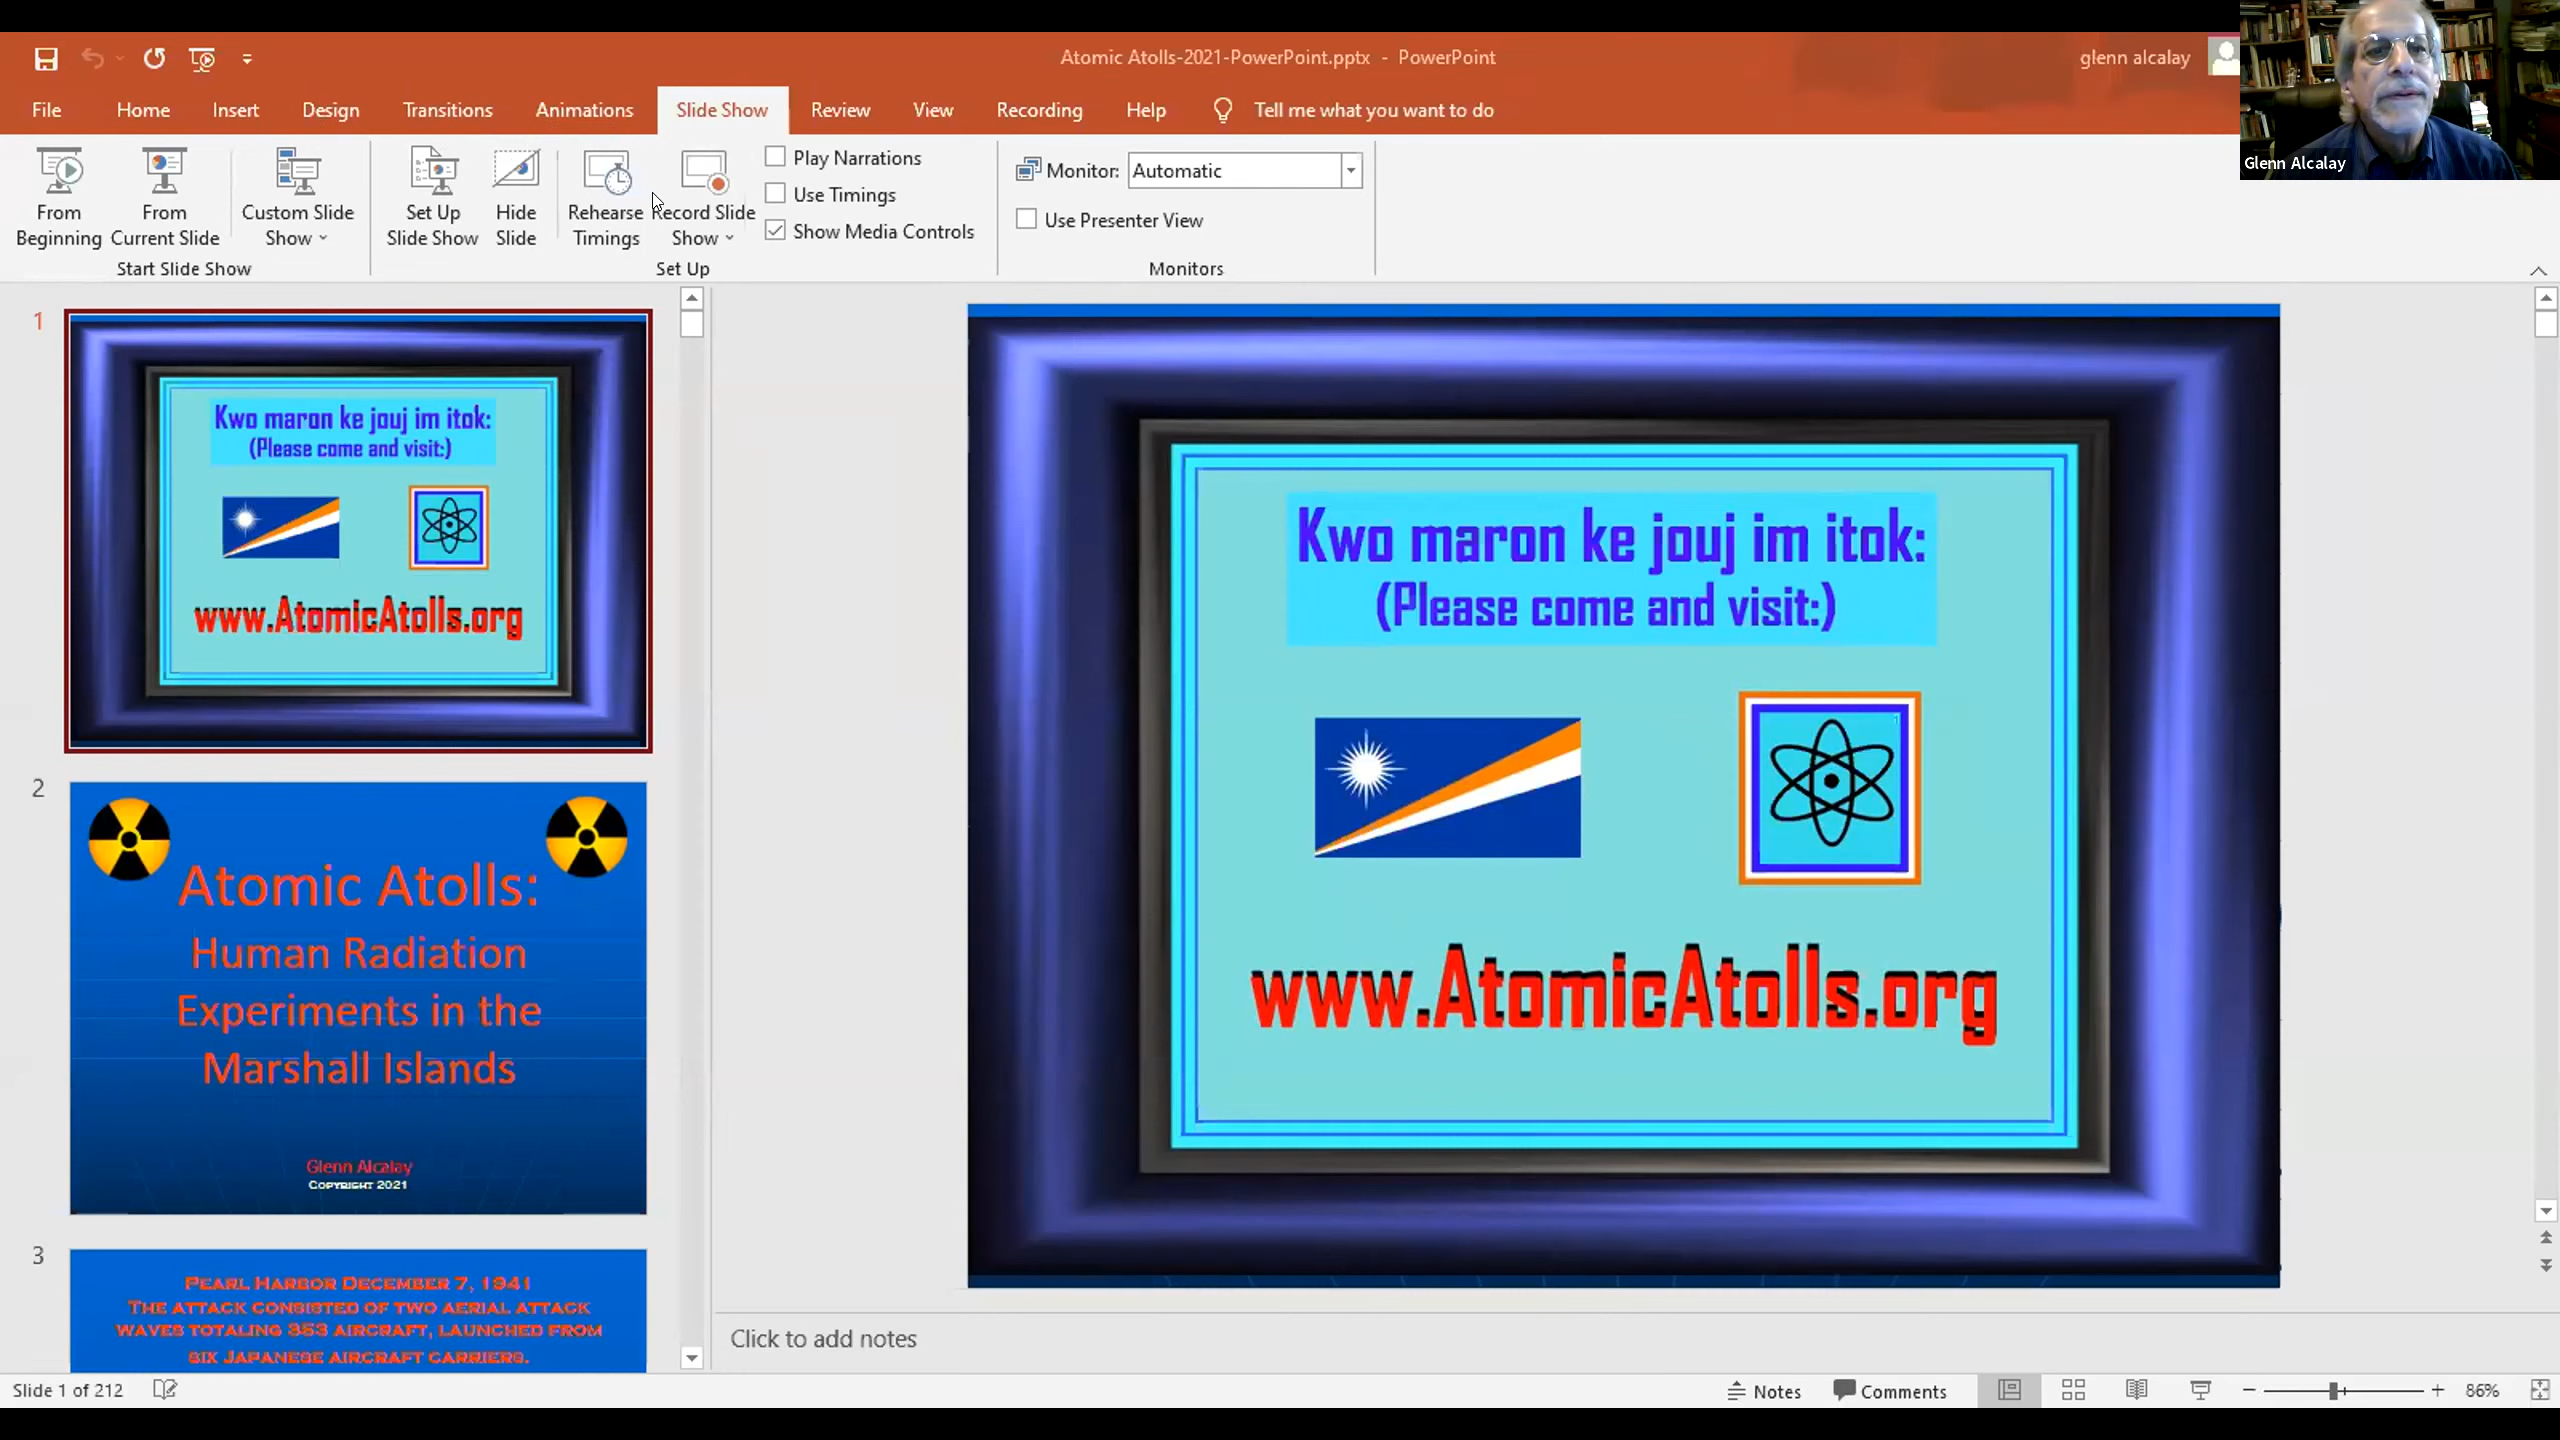 Atomic Atolls-2021-PowerPoint.pptx - PowerPoint
glenn alcalay
File Home Insert Design Transitions Animations Slide Show Review View Recording Help Tell me what you want to do
Glenn Alcalay
From Beginning
From Current Slide
Custom Slide Show
Start Slide Show
Set Up Slide Show
Hide Slide
Rehearse Timings
Record Slide Show
Play Narrations
Use Timings
Show Media Controls
Set Up
Monitor: Automatic
Use Presenter View
Monitors
1
Kwo maron ke jouj im itok:
(Please come and visit:)
www.AtomicAtolls.org
2
Atomic Atolls:
Human Radiation
Experiments in the
Marshall Islands
Glenn Alcalay
Copyright 2021
3
Pearl Harbor December 7, 1941
The attack consisted of two aerial attack
waves totaling 353 aircraft, launched from
six Japanese aircraft carriers.
Kwo maron ke jouj im itok:
(Please come and visit:)
1
www.AtomicAtolls.org
Click to add notes
Slide 1 of 212
Notes Comments 86%